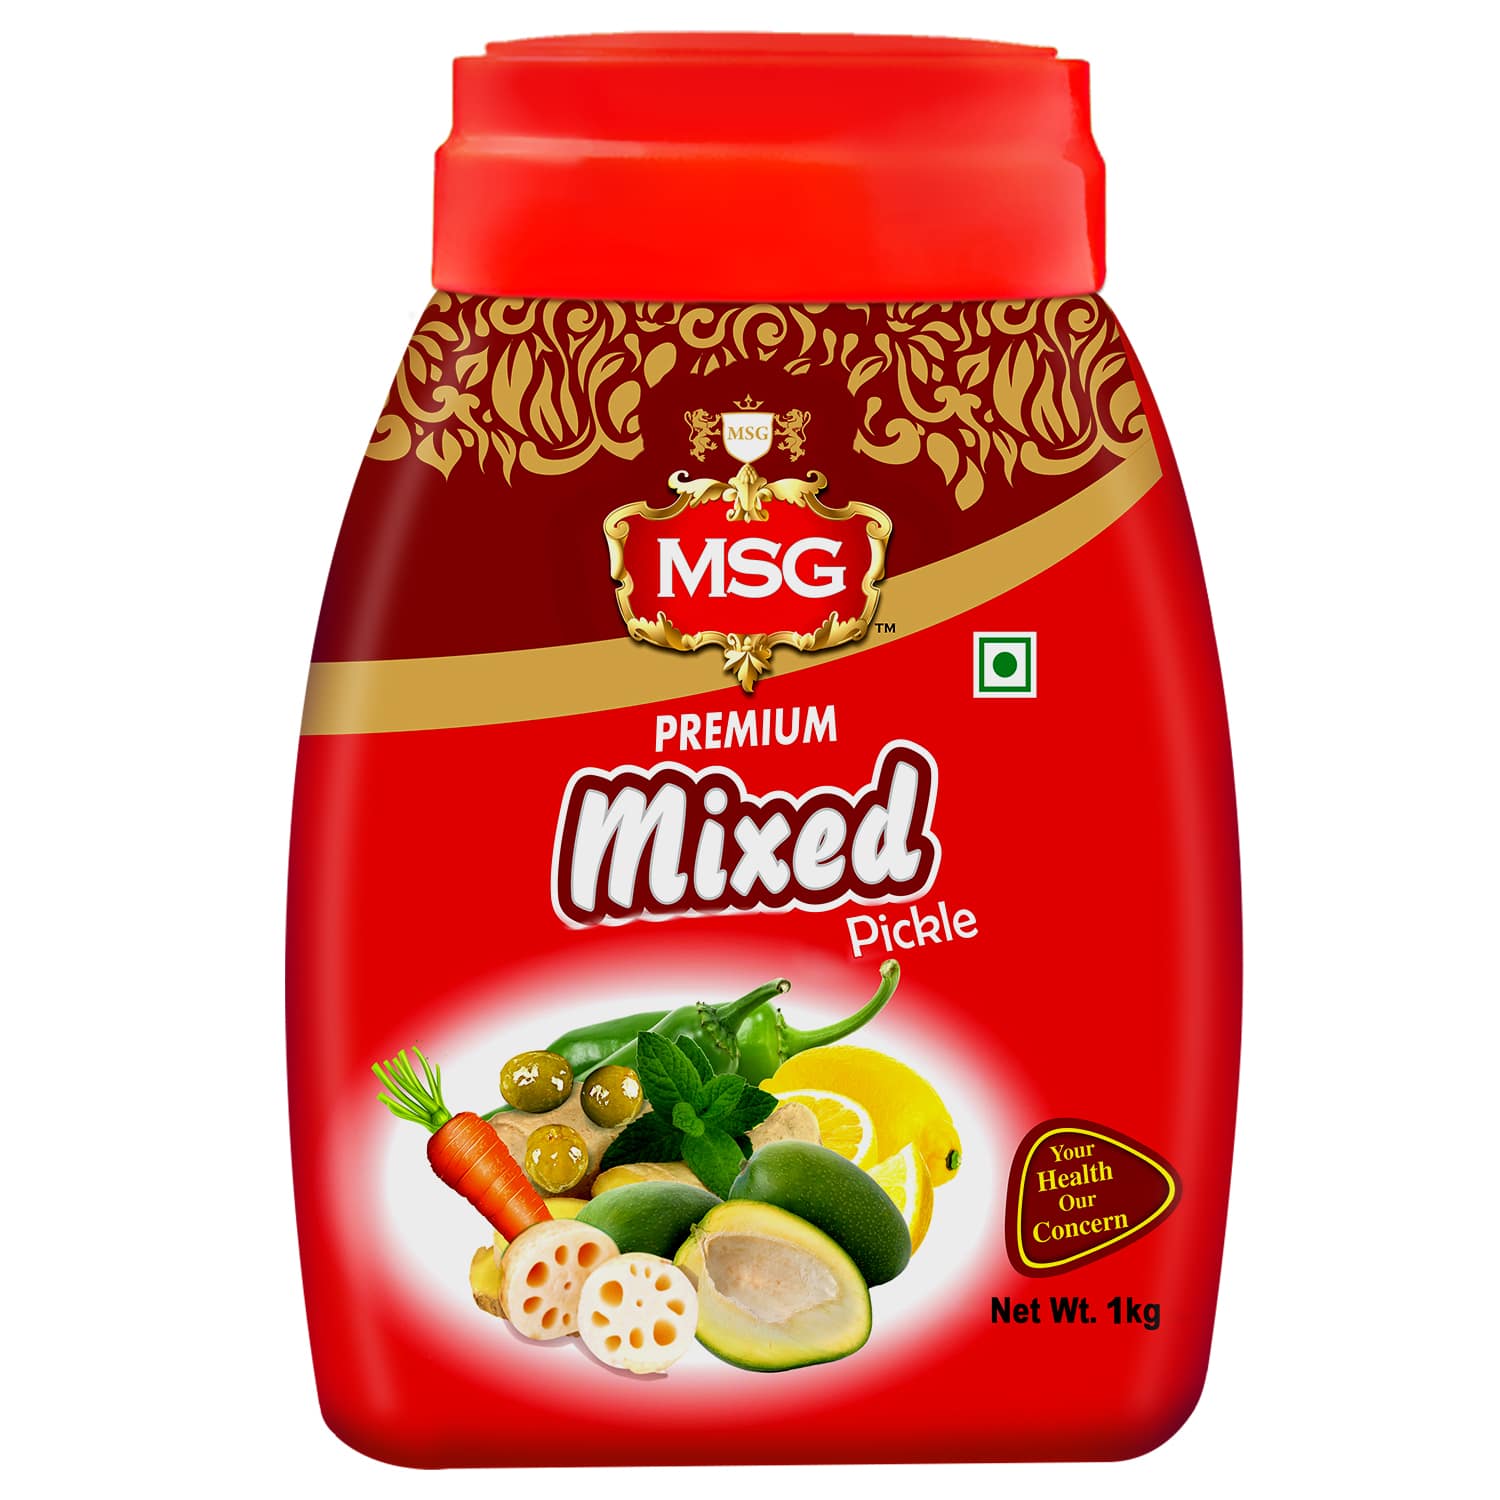 MSG
MSG
TM
PREMIUM
Mixed
Pickle
Your
Health
Our
Concern
Net Wt. 1kg